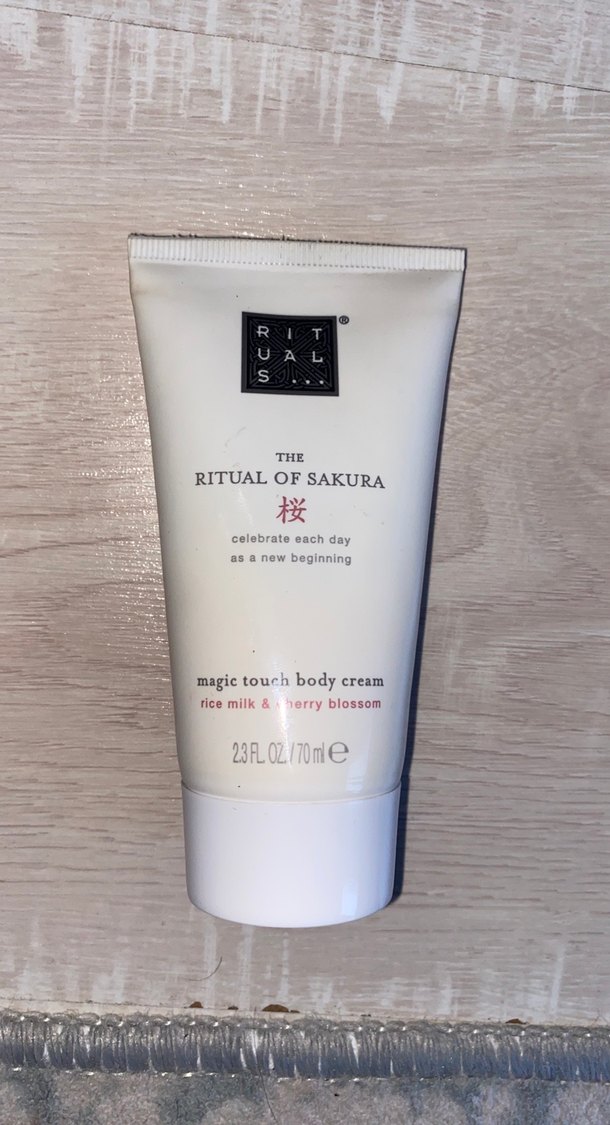 RIT
UAL
S...®
THE
RITUAL OF SAKURA
桜
celebrate each day
as a new beginning
magic touch body cream
rice milk & cherry blossom
2.3 FL. OZ. / 70 ml ℮